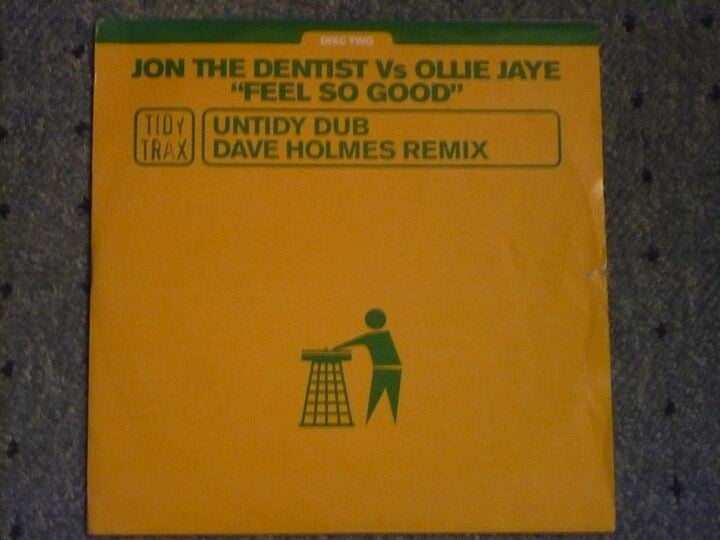 DISC TWO
JON THE DENTIST Vs OLLIE JAYE
"FEEL SO GOOD"
TIDY
TRAX
UNTIDY DUB
DAVE HOLMES REMIX